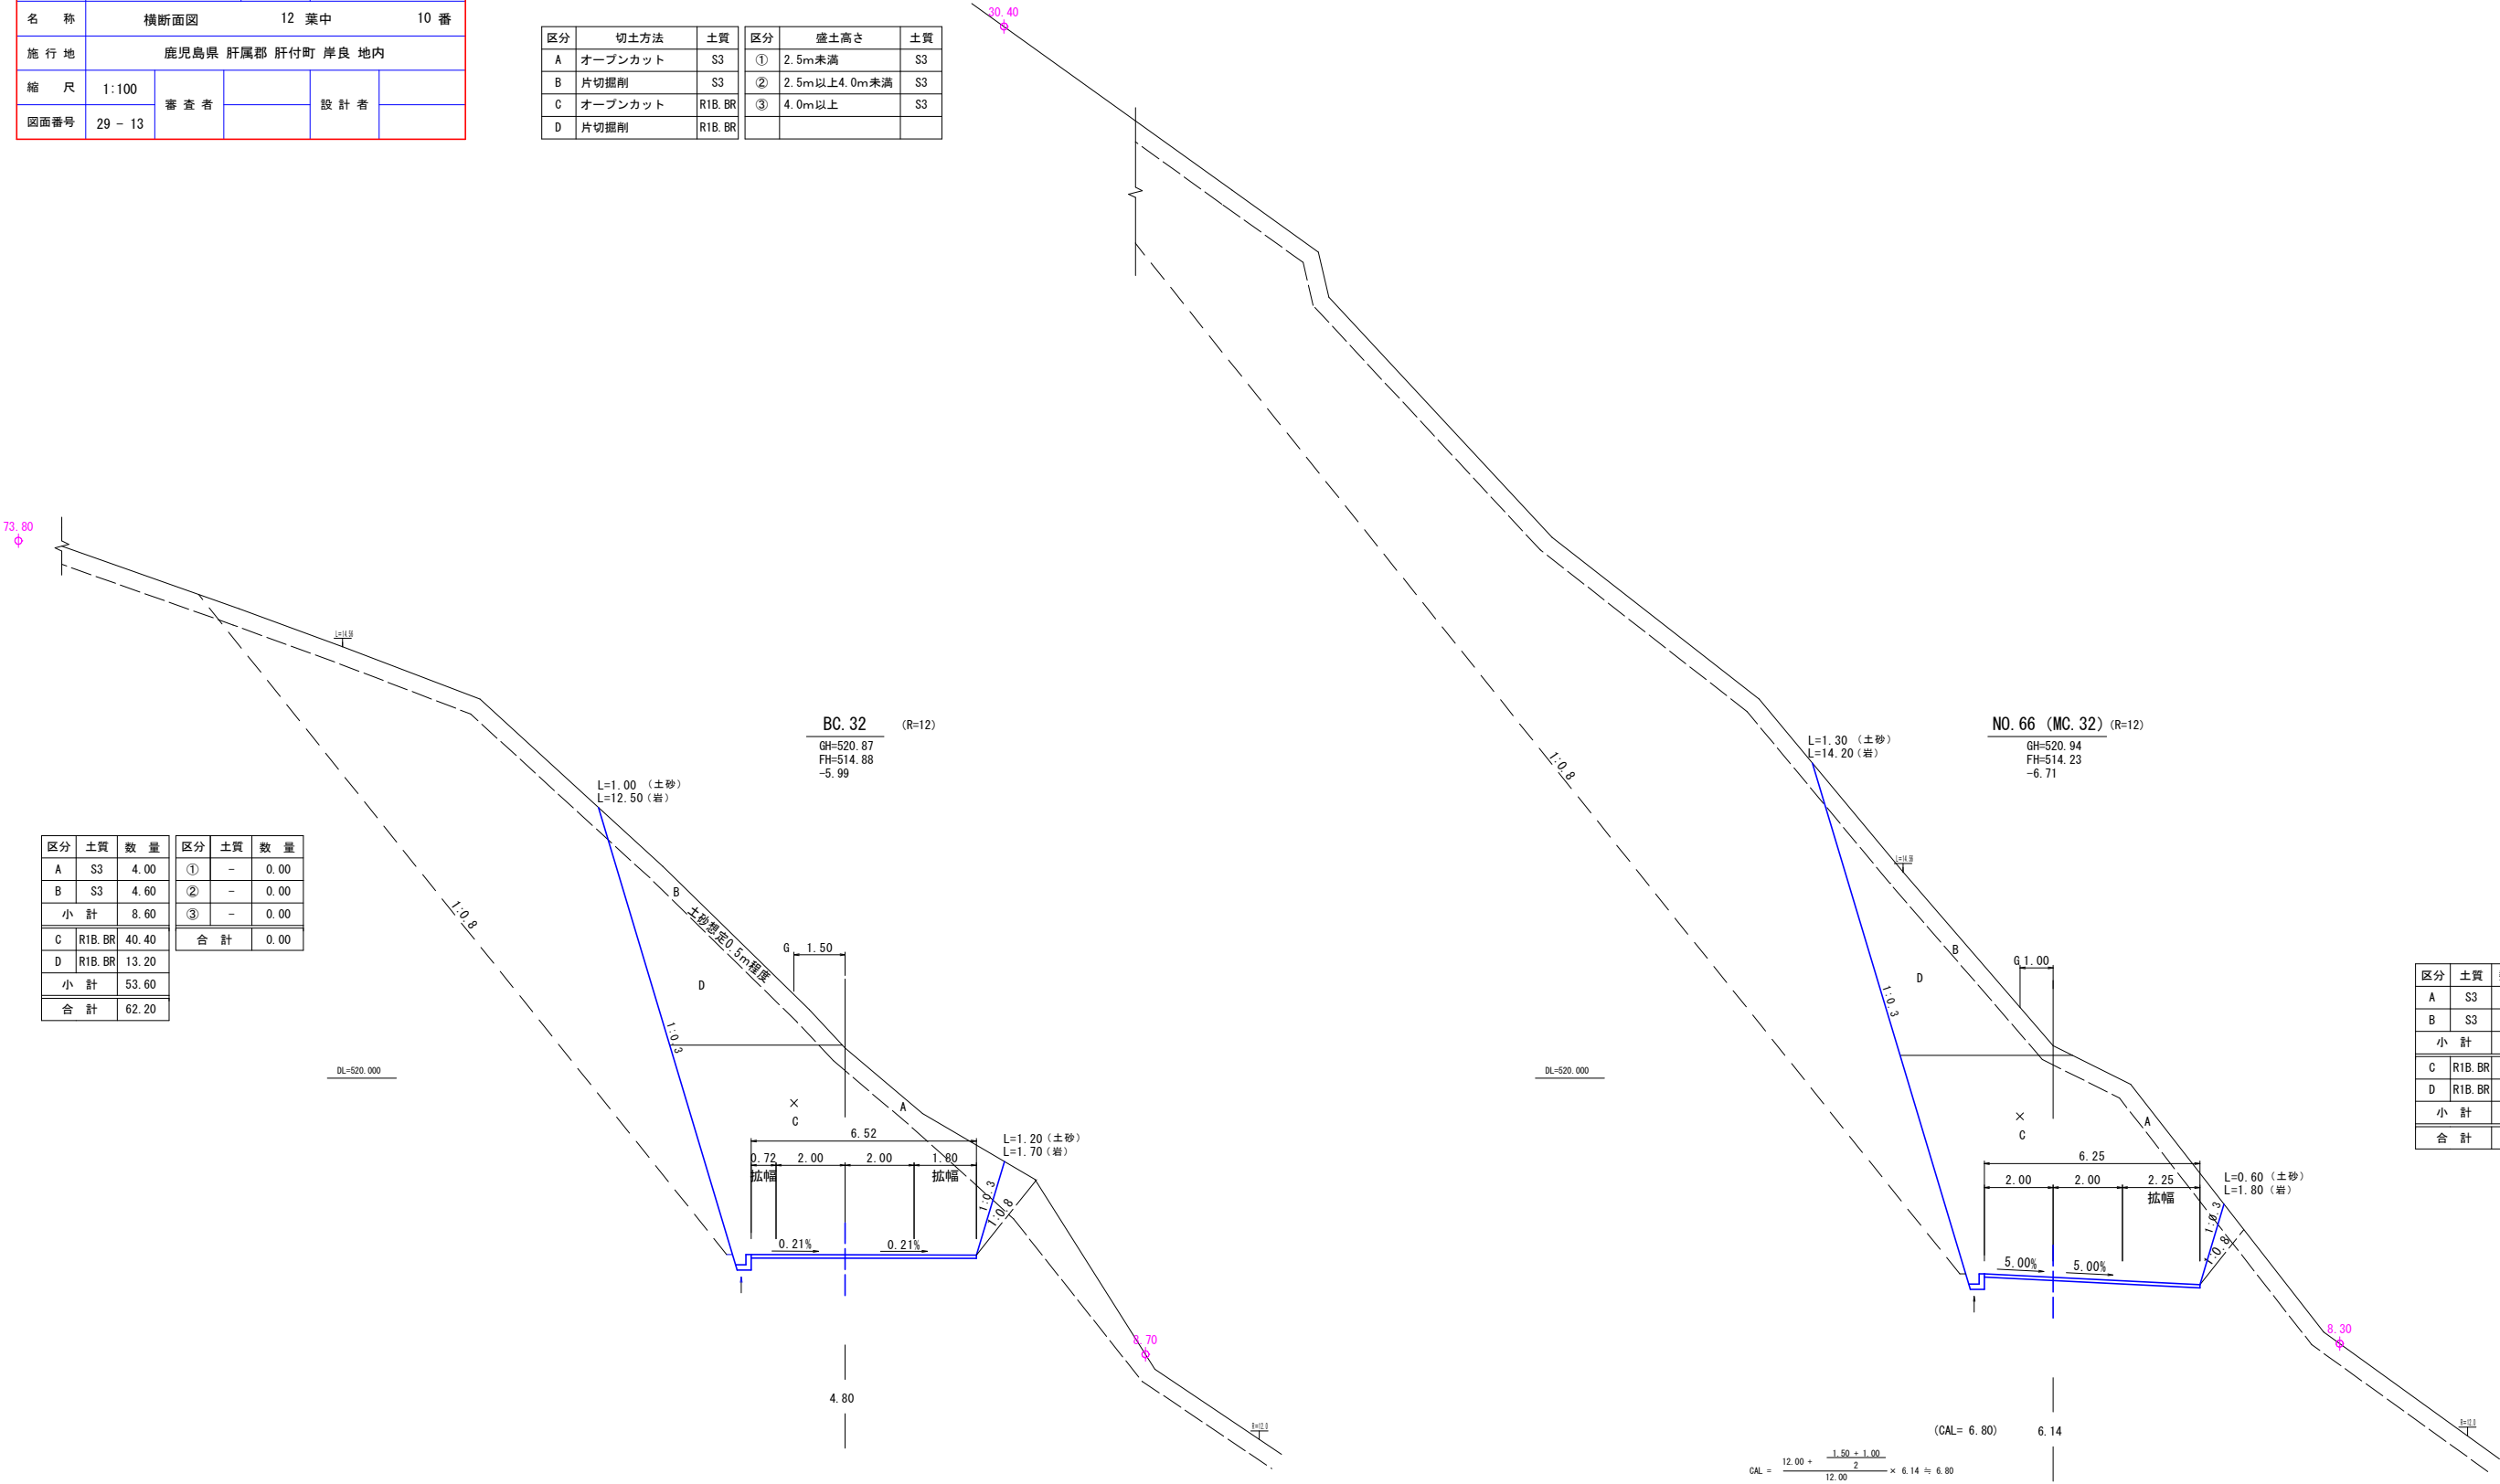 名　称 横断面図 12 葉中 10 番
施 行 地 鹿児島県 肝属郡 肝付町 岸良 地内
縮　尺 1:100 審 査 者 設 計 者
図面番号 29 - 13
区分 切土方法 土質 区分 盛土高さ 土質
A オープンカット S3 ① 2.5m未満 S3
B 片切掘削 S3 ② 2.5m以上4.0m未満 S3
C オープンカット R1B.BR ③ 4.0m以上 S3
D 片切掘削 R1B.BR
30.40
73.80
L=14.56
BC.32 (R=12)
GH=520.87
FH=514.88
-5.99
L=1.00 (土砂)
L=12.50(岩)
区分 土質 数 量 区分 土質 数 量
A S3 4.00 ① - 0.00
B S3 4.60 ② - 0.00
小 計 8.60 ③ - 0.00
C R1B.BR 40.40 合 計 0.00
D R1B.BR 13.20
小 計 53.60
合 計 62.20
1:0.8
B
土砂想定0.5m程度
D
G 1.50
1:0.3
DL=520.000
×
C
A
6.52
L=1.20(土砂)
L=1.70(岩)
0.72 2.00 2.00 1.80
拡幅 拡幅
1:0.3
1:0.8
0.21% 0.21%
8.70
4.80
NO.66 (MC.32) (R=12)
GH=520.94
FH=514.23
-6.71
L=1.30 (土砂)
L=14.20(岩)
1:0.8
B
G 1.00
D
1:0.3
DL=520.000
×
C
A
6.25
2.00 2.00 2.25
拡幅
L=0.60(土砂)
L=1.80(岩)
1:0.3
1:0.8
5.00% 5.00%
8.30
区分 土質
A S3
B S3
小 計
C R1B.BR
D R1B.BR
小 計
合 計
(CAL= 6.80) 6.14
CAL = 12.00 + 1.50 + 1.00
2
12.00
× 6.14 ≒ 6.80